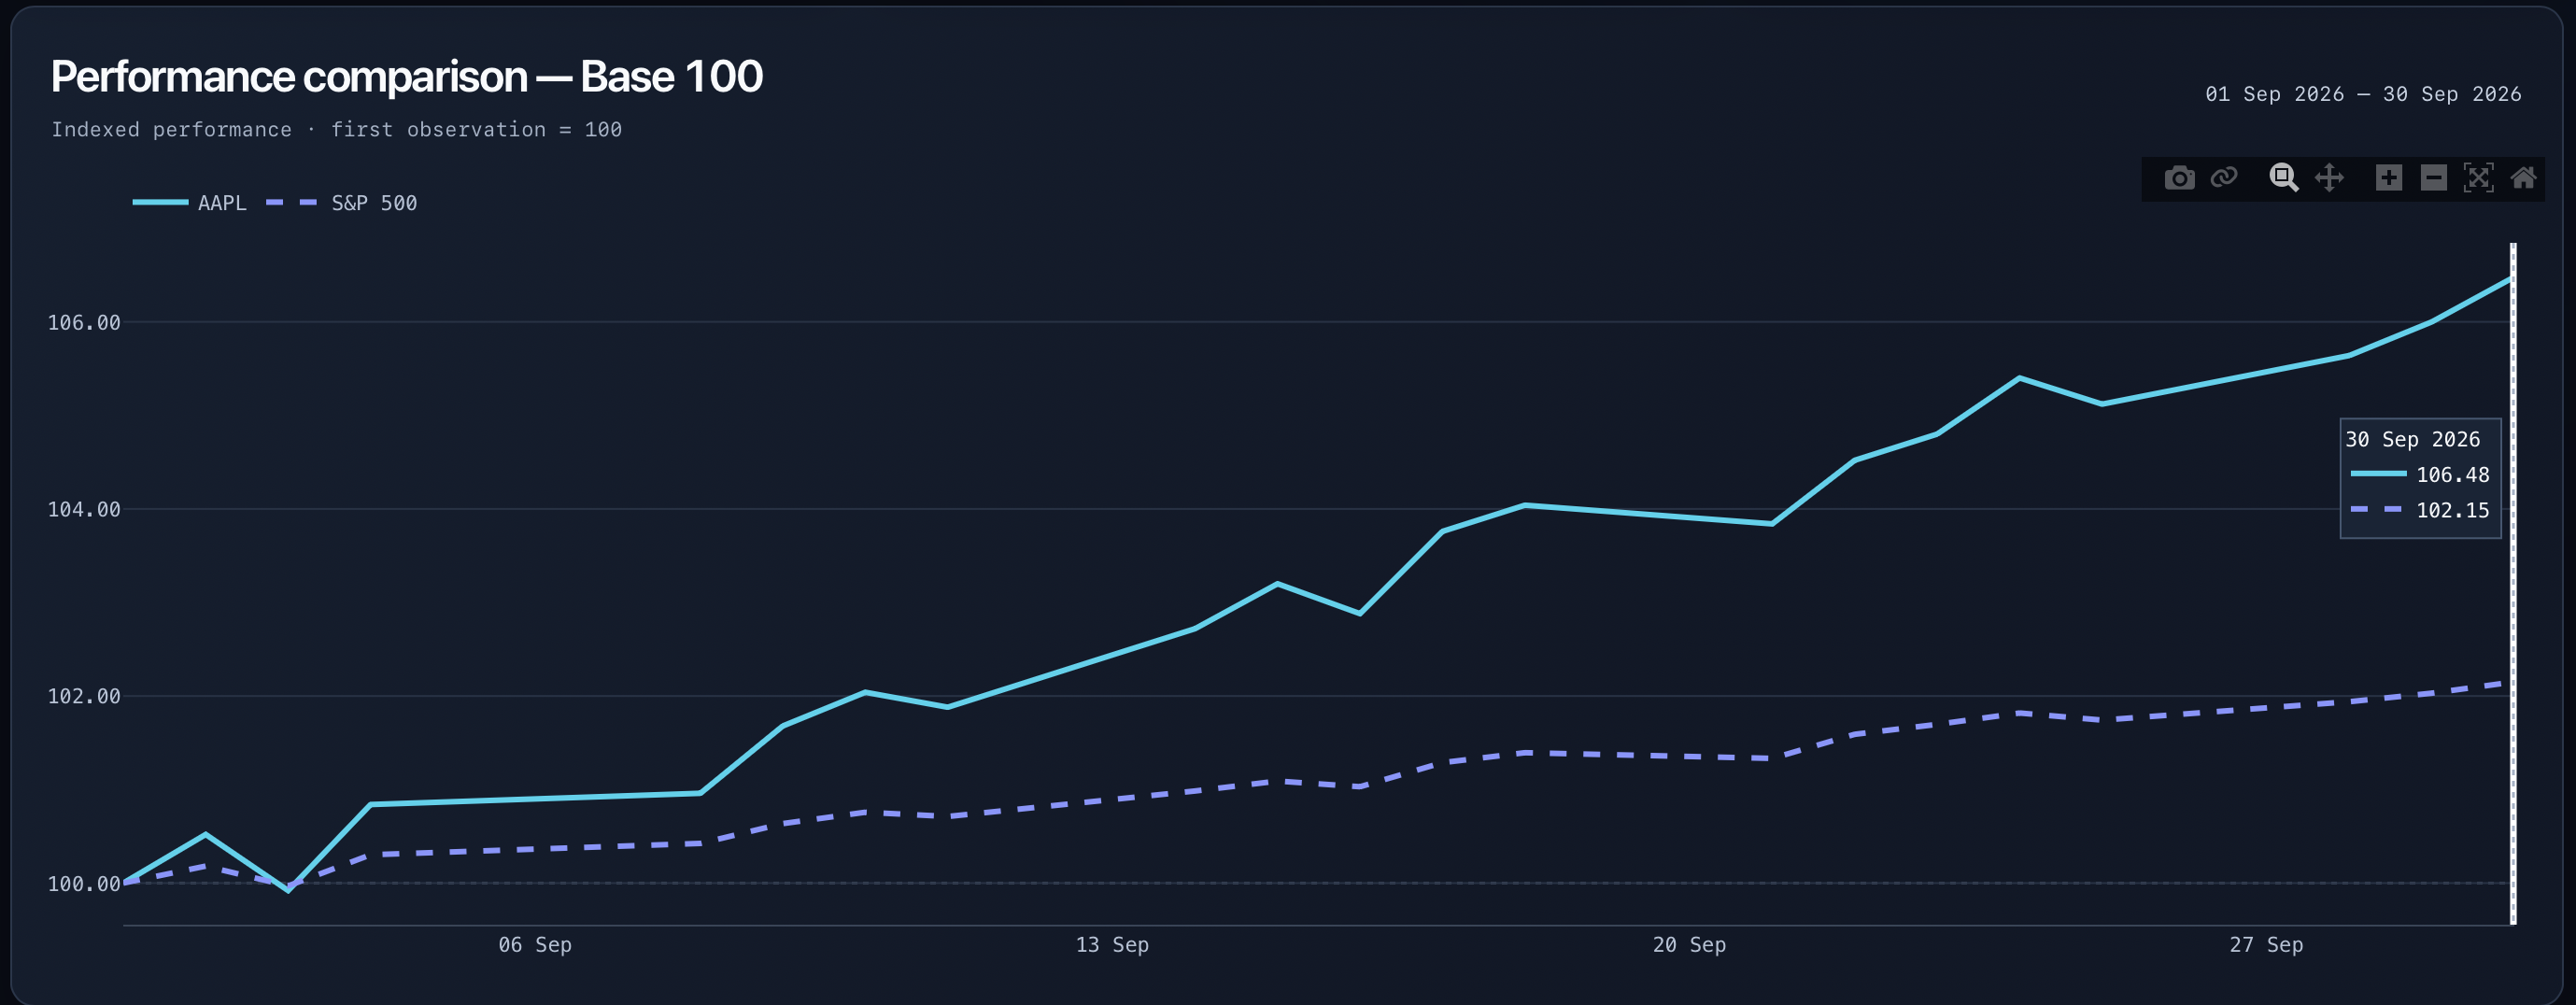 Performance comparison — Base 100
01 Sep 2026 — 30 Sep 2026
Indexed performance · first observation = 100
AAPL
S&P 500
106.00
104.00
102.00
100.00
30 Sep 2026
106.48
102.15
06 Sep
13 Sep
20 Sep
27 Sep